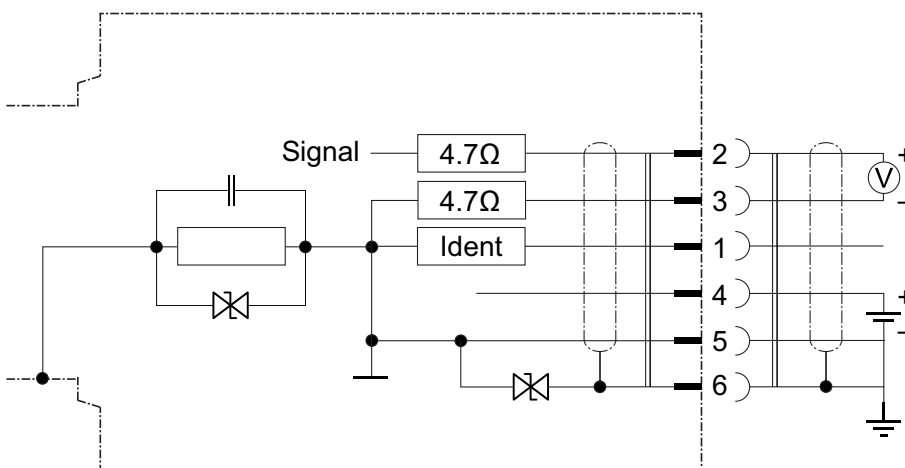 Signal 4.7Ω 2 +
V
4.7Ω 3 –
Ident 1
4 +
5 –
6